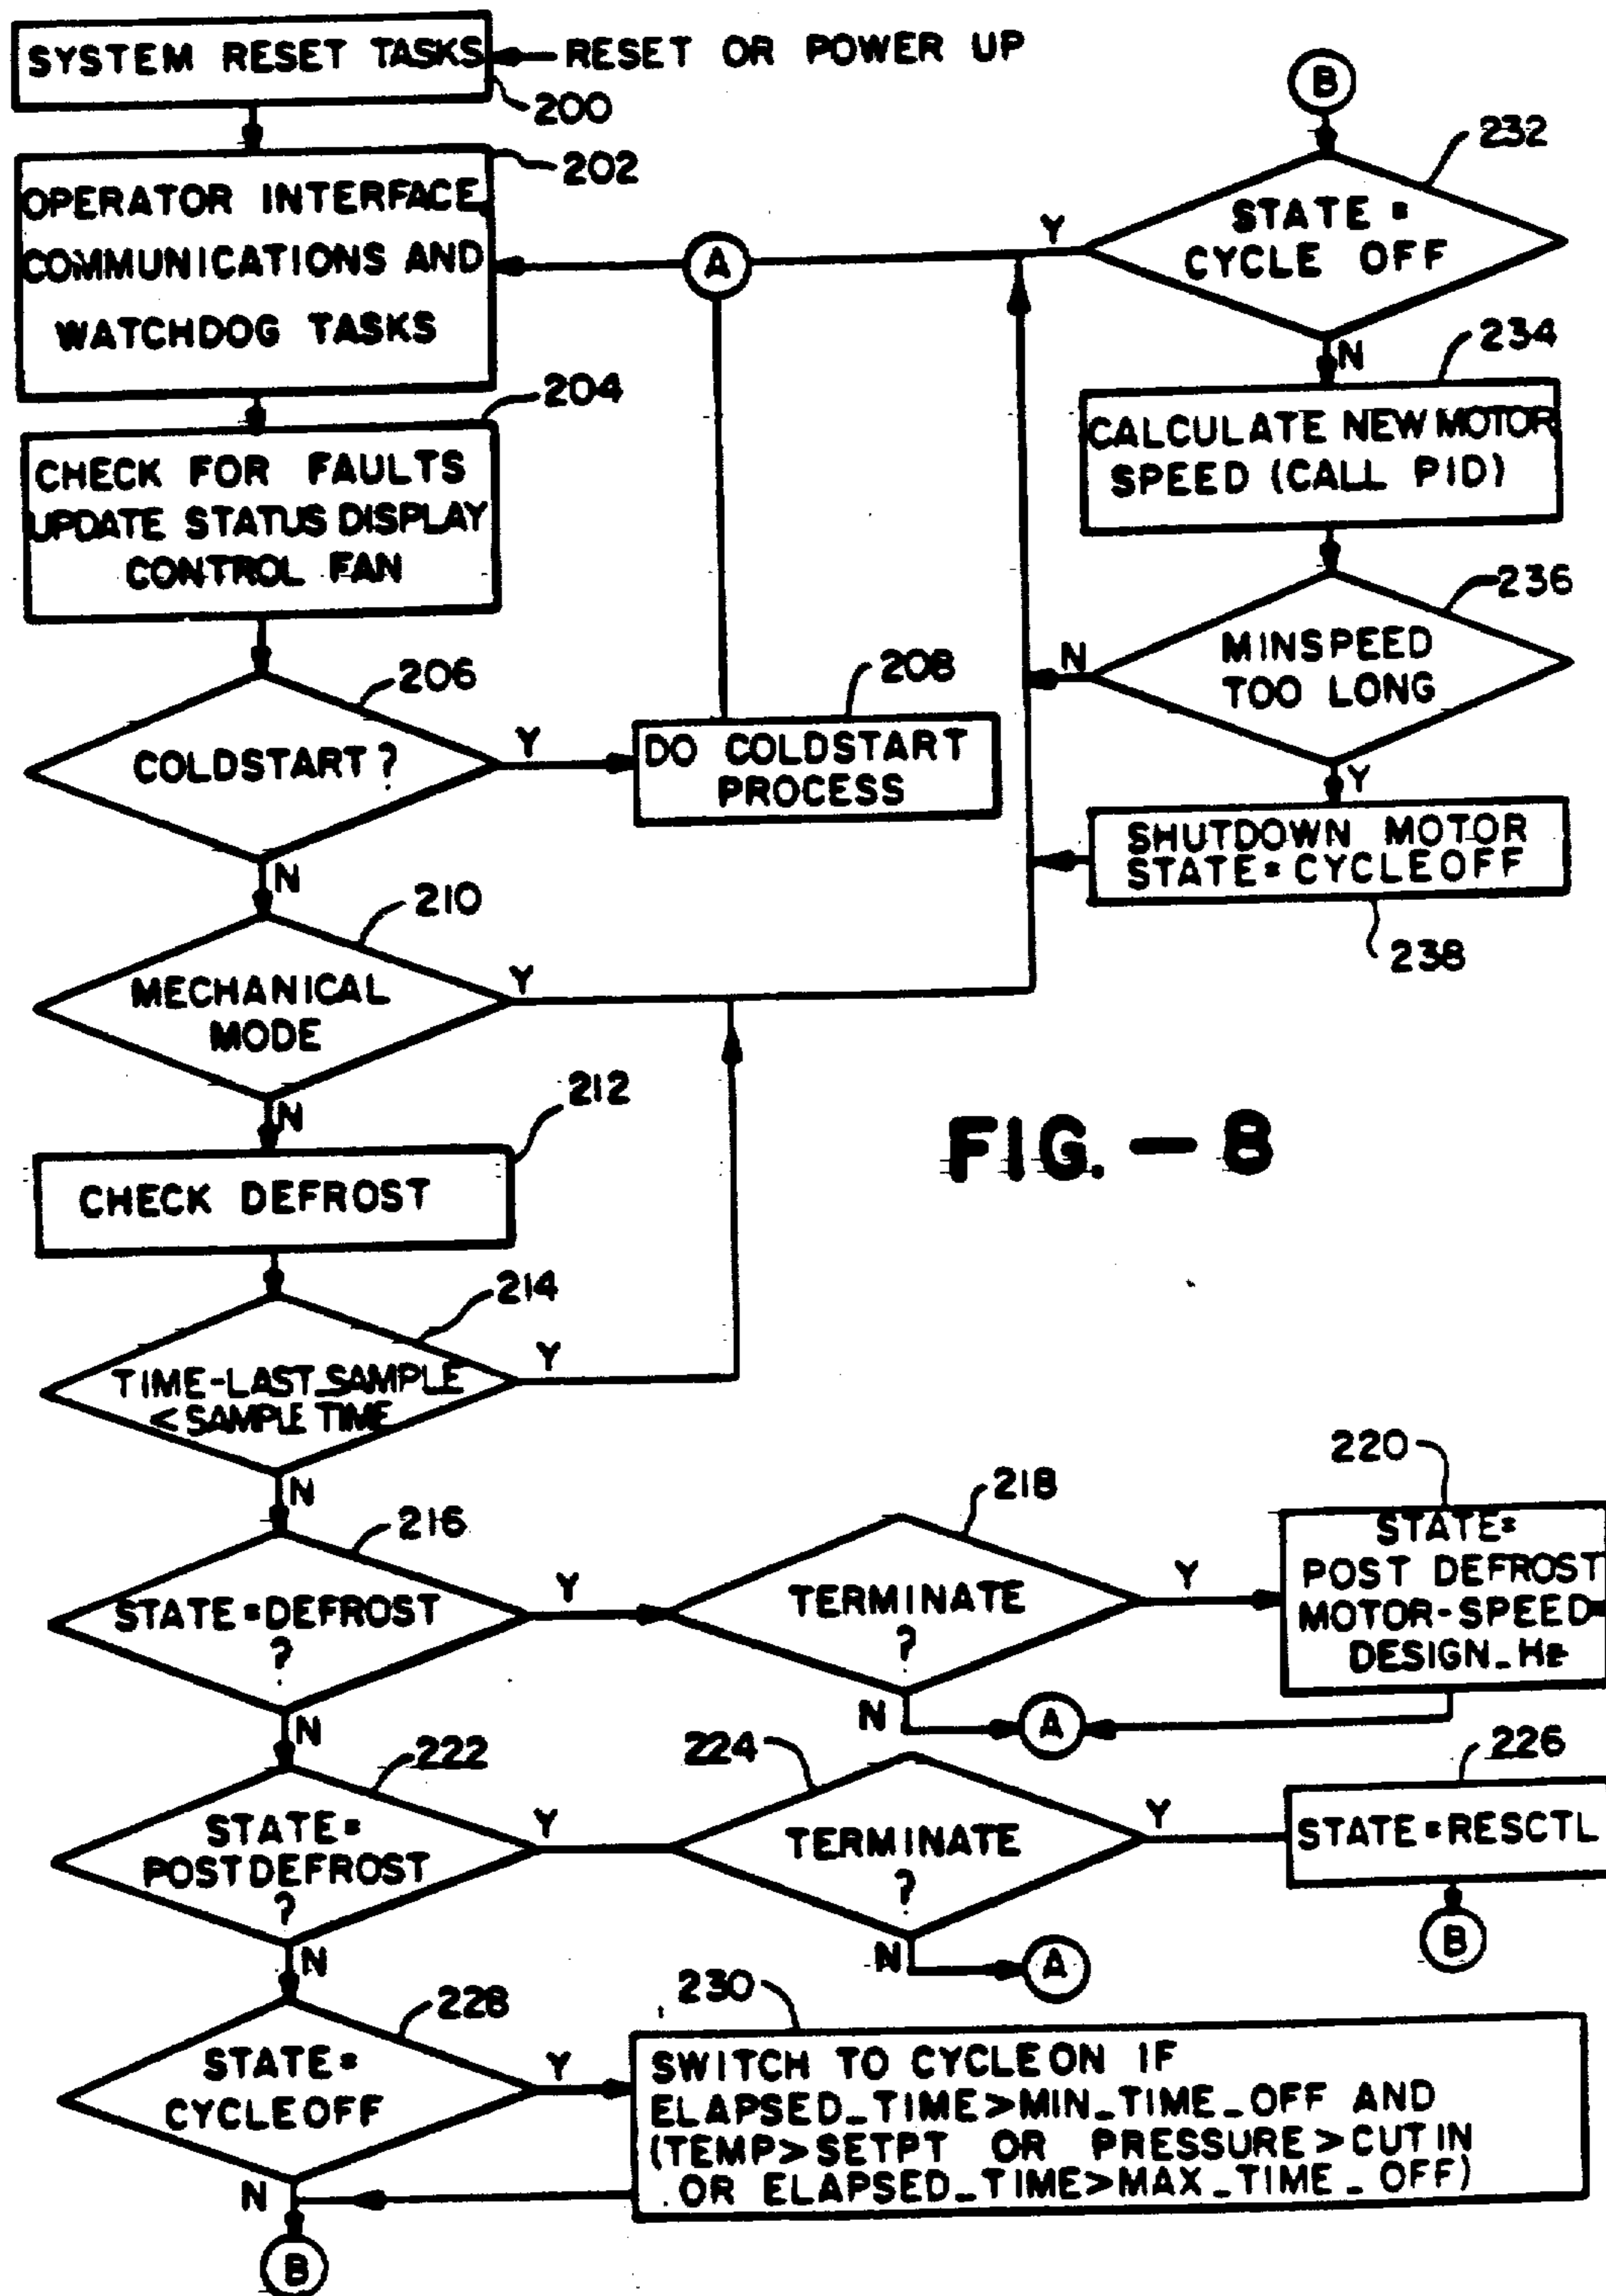 SYSTEM RESET TASKS
RESET OR POWER UP
200
202
OPERATOR INTERFACE,
COMMUNICATIONS AND
WATCHDOG TASKS
204
CHECK FOR FAULTS
UPDATE STATUS DISPLAY
CONTROL FAN
206
COLDSTART ?
Y
N
208
DO COLDSTART
PROCESS
A
210
MECHANICAL
MODE
Y
N
212
CHECK DEFROST
214
TIME-LAST_SAMPLE
< SAMPLE TIME
Y
N
216
STATE=DEFROST
?
Y
N
218
TERMINATE
?
Y
N
A
220
STATE=
POST DEFROST
MOTOR-SPEED=
DESIGN_HZ
222
STATE=
POSTDEFROST
?
Y
N
224
TERMINATE
?
Y
N
A
226
STATE=RESCTL
B
228
STATE=
CYCLEOFF
Y
N
B
230
SWITCH TO CYCLEON IF
ELAPSED_TIME>MIN_TIME_OFF AND
(TEMP>SETPT OR PRESSURE>CUTIN
OR ELAPSED_TIME>MAX_TIME_OFF)
B
232
STATE =
CYCLE OFF
Y
N
234
CALCULATE NEW MOTOR
SPEED (CALL PID)
236
MINSPEED
TOO LONG
N
Y
SHUTDOWN MOTOR
STATE=CYCLEOFF
238
FIG. - 8